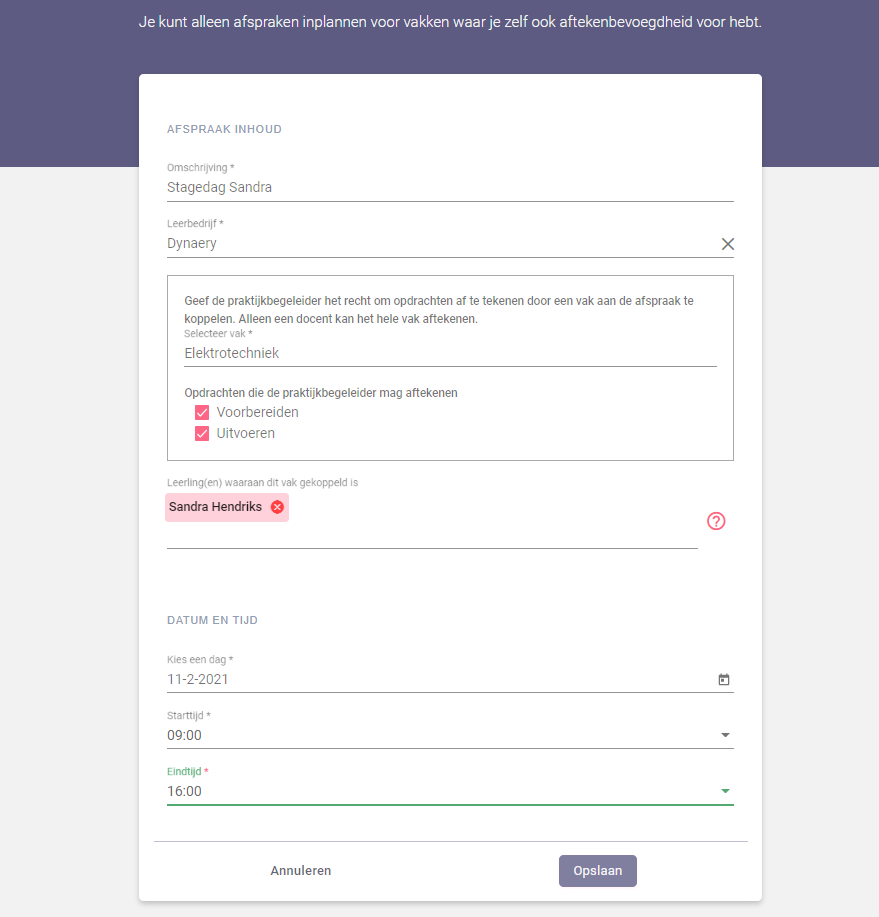 Je kunt alleen afspraken inplannen voor vakken waar je zelf ook aftekenbevoegdheid voor hebt.
AFSPRAAK INHOUD
Omschrijving *
Stagedag Sandra
Leerbedrijf *
Dynaery
Geef de praktijkbegeleider het recht om opdrachten af te tekenen door een vak aan de afspraak te
koppelen. Alleen een docent kan het hele vak aftekenen.
Selecteer vak *
Elektrotechniek
Opdrachten die de praktijkbegeleider mag aftekenen
Voorbereiden
Uitvoeren
Leerling(en) waaraan dit vak gekoppeld is
Sandra Hendriks
DATUM EN TIJD
Kies een dag *
11-2-2021
Starttijd *
09:00
Eindtijd *
16:00
Annuleren
Opslaan